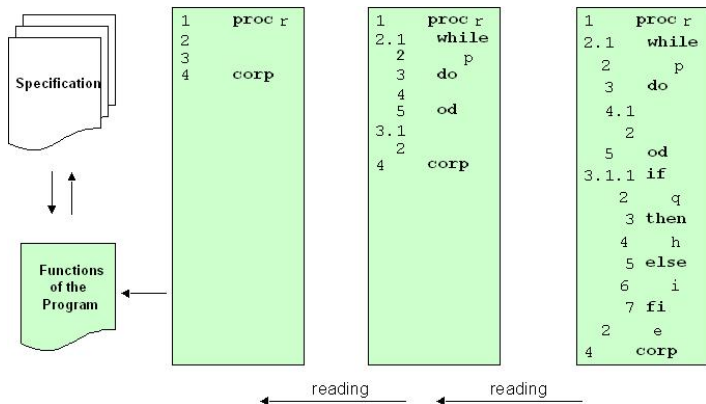 Specification
Functions
of the
Program
1 proc r
2
3
4 corp
1 proc r
2.1 while
2 p
3 do
4
5 od
3.1
2
4 corp
1 proc r
2.1 while
2 p
3 do
4.1
2
5 od
3.1.1 if
2 q
3 then
4 h
5 else
6 i
7 fi
2 e
4 corp
reading
reading